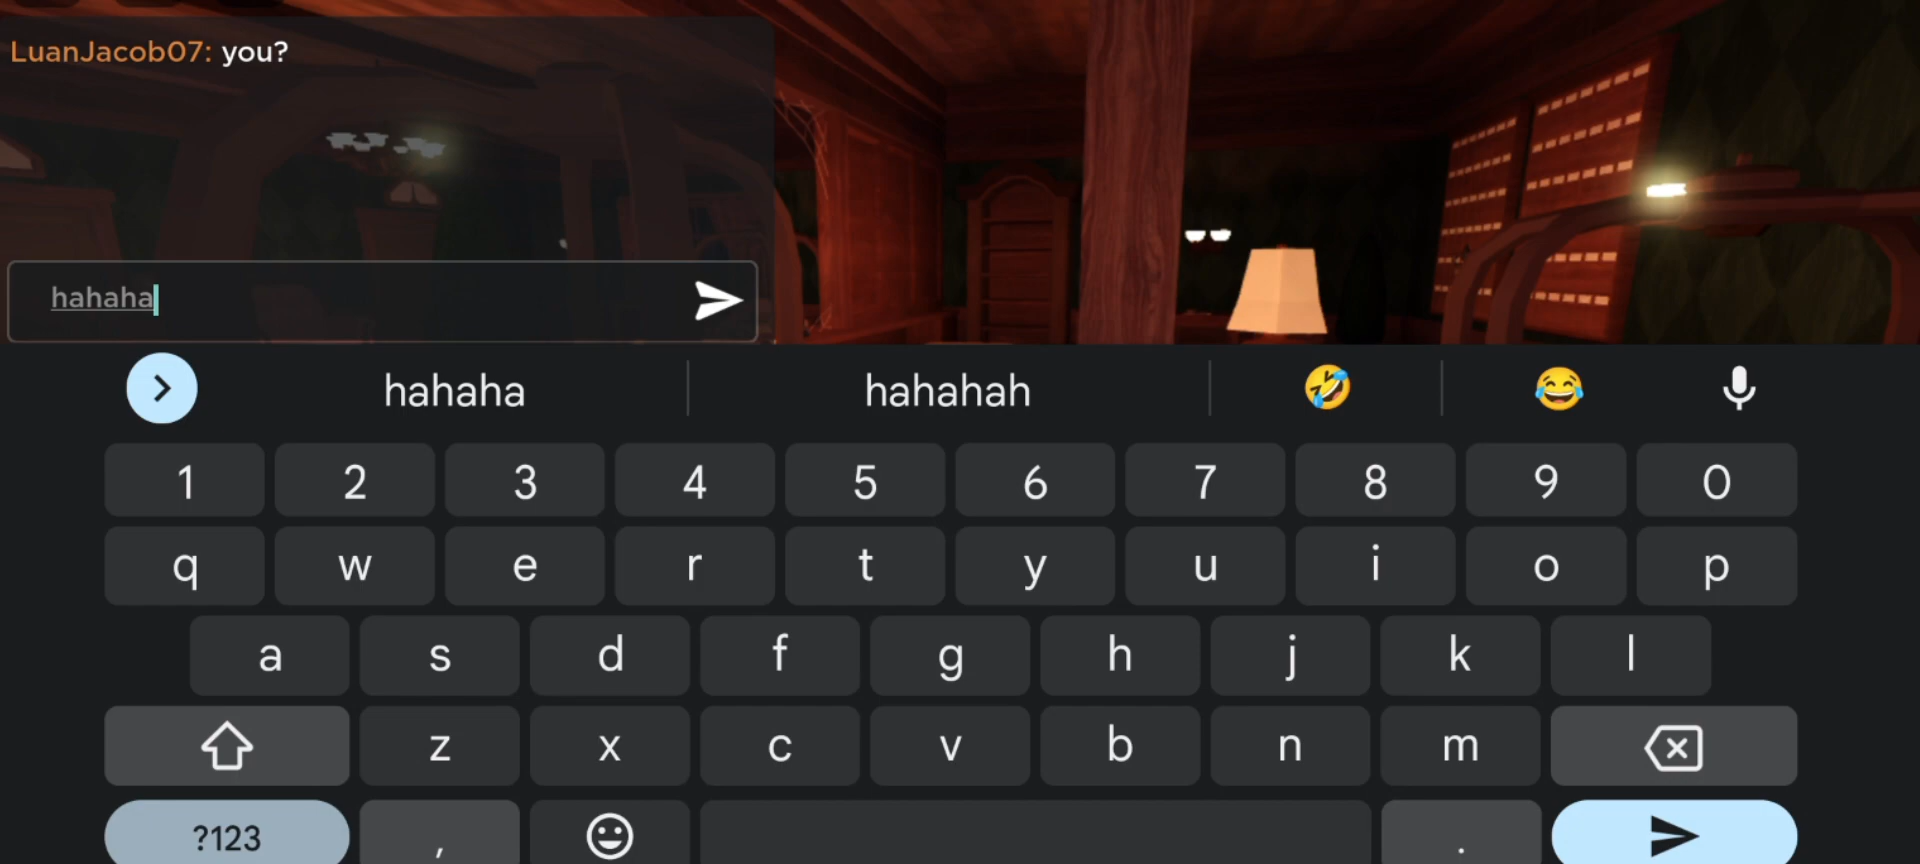 LuanJacob07: you?
hahaha
hahaha hahahah
1 2 3 4 5 6 7 8 9 0
q w e r t y u i o p
a s d f g h j k l
z x c v b n m
?123 , .